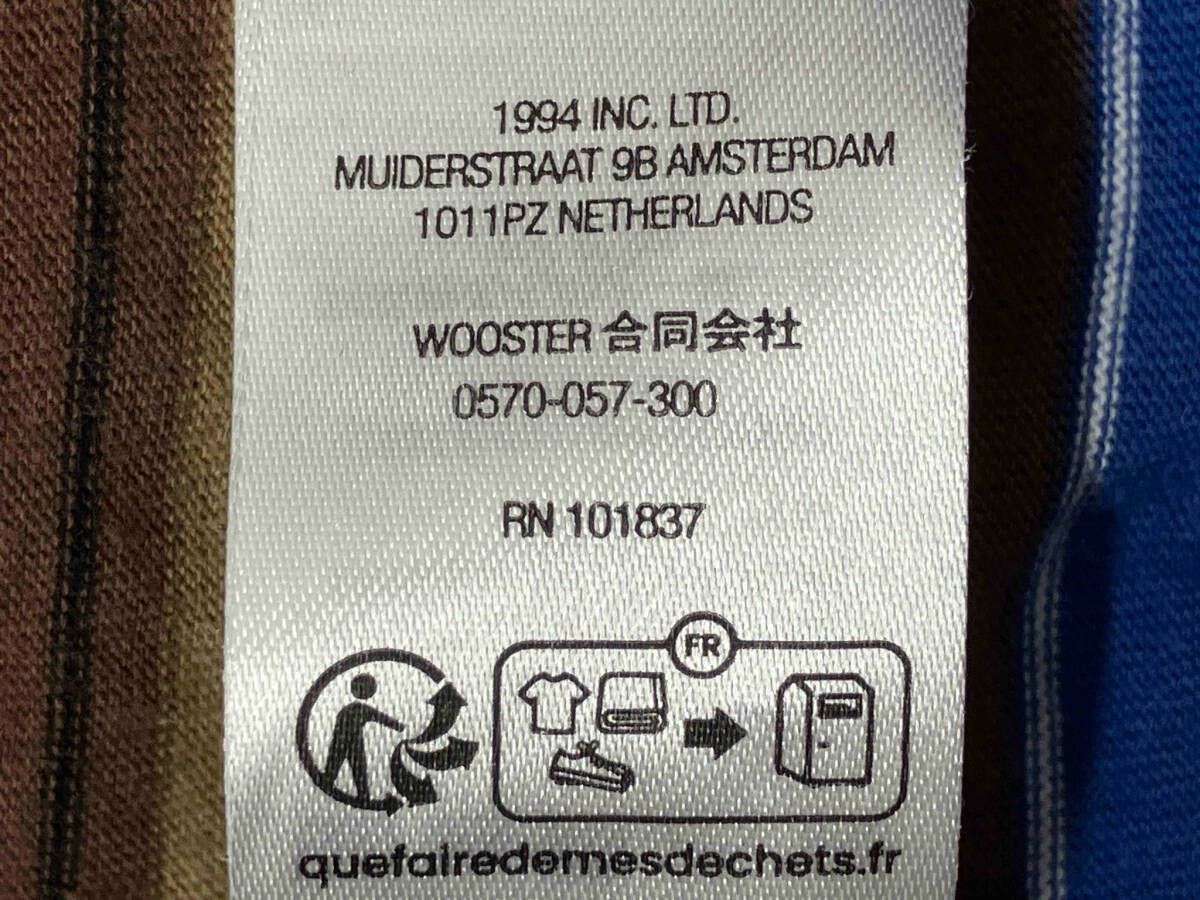 1994 INC. LTD.
MUIDERSTRAAT 9B AMSTERDAM
1011PZ NETHERLANDS
WOOSTER 合同会社
0570-057-300
RN 101837
FR
quefairedemesdechets.fr